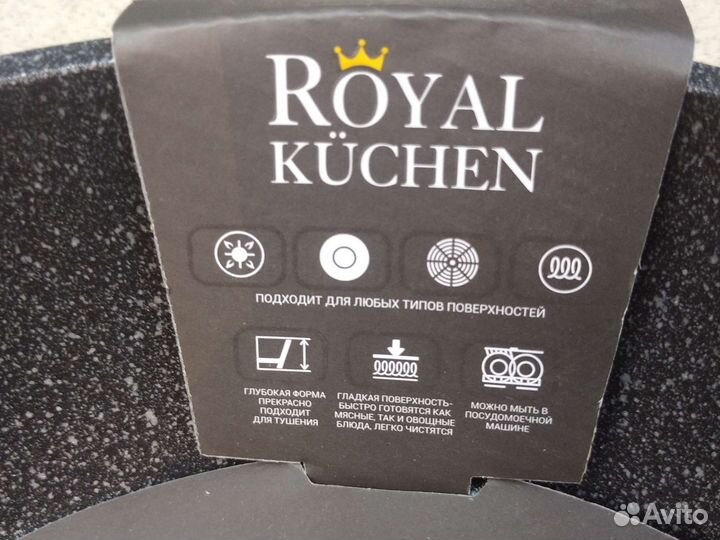 ROYAL
KÜCHEN
ПОДХОДИТ ДЛЯ ЛЮБЫХ ТИПОВ ПОВЕРХНОСТЕЙ
ГЛУБОКАЯ ФОРМА
ПРЕКРАСНО
ПОДХОДИТ
ДЛЯ ТУШЕНИЯ
ГЛАДКАЯ ПОВЕРХНОСТЬ-
БЫСТРО ГОТОВЯТСЯ КАК
МЯСНЫЕ, ТАК И ОВОЩНЫЕ
БЛЮДА, ЛЕГКО ЧИСТЯТСЯ
МОЖНО МЫТЬ В
ПОСУДОМОЕЧНОЙ
МАШИНЕ
Avito